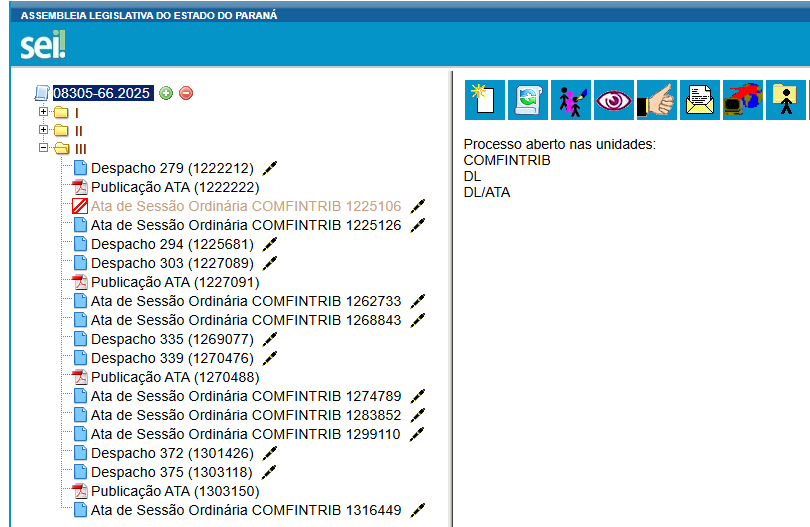 ASSEMBLEIA LEGISLATIVA DO ESTADO DO PARANÁ
sei!
08305-66.2025
I
II
III
Despacho 279 (1222212)
Publicação ATA (1222222)
Ata de Sessão Ordinária COMFINTRIB 1225106
Ata de Sessão Ordinária COMFINTRIB 1225126
Despacho 294 (1225681)
Despacho 303 (1227089)
Publicação ATA (1227091)
Ata de Sessão Ordinária COMFINTRIB 1262733
Ata de Sessão Ordinária COMFINTRIB 1268843
Despacho 335 (1269077)
Despacho 339 (1270476)
Publicação ATA (1270488)
Ata de Sessão Ordinária COMFINTRIB 1274789
Ata de Sessão Ordinária COMFINTRIB 1283852
Ata de Sessão Ordinária COMFINTRIB 1299110
Despacho 372 (1301426)
Despacho 375 (1303118)
Publicação ATA (1303150)
Ata de Sessão Ordinária COMFINTRIB 1316449
Processo aberto nas unidades:
COMFINTRIB
DL
DL/ATA